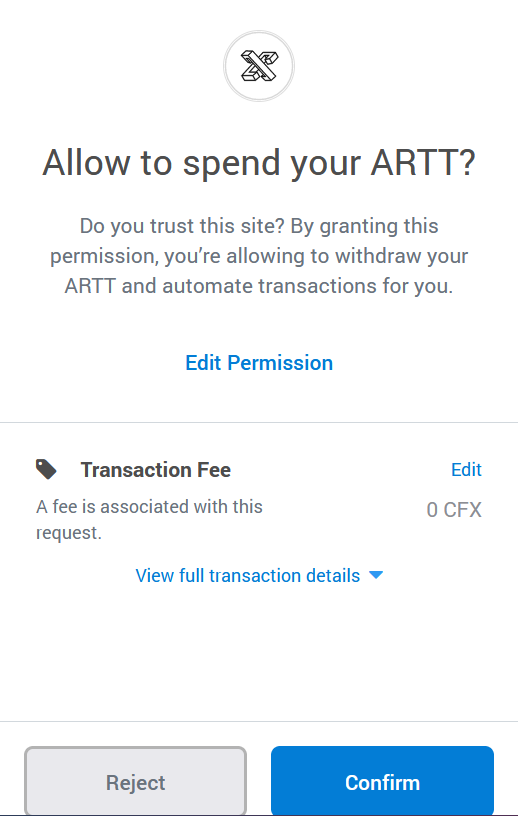 Allow to spend your ARTT?
Do you trust this site? By granting this
permission, you’re allowing to withdraw your
ARTT and automate transactions for you.
Edit Permission
Transaction Fee
Edit
A fee is associated with this
request.
0 CFX
View full transaction details
Reject
Confirm